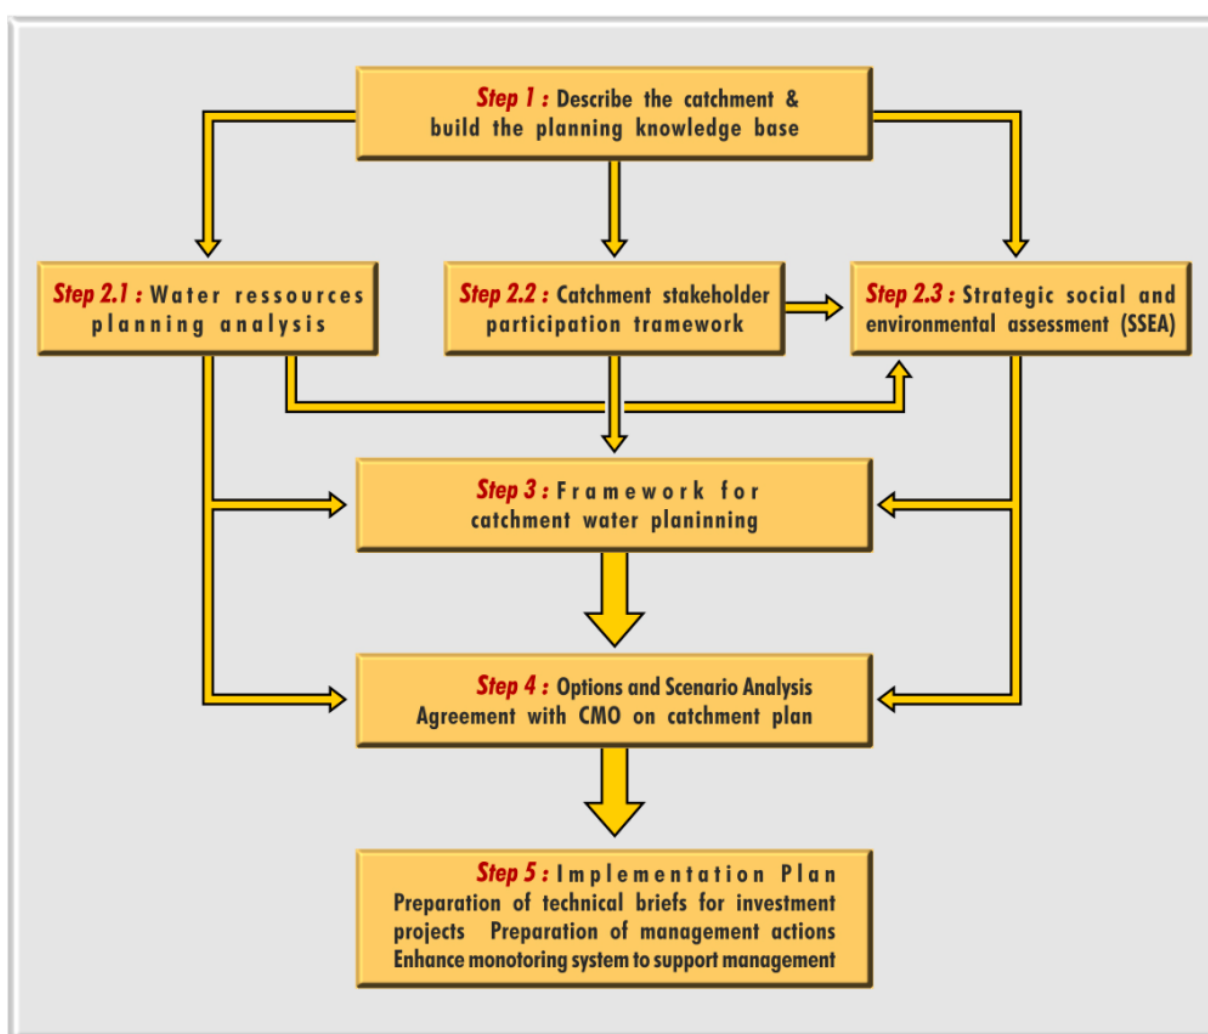 Step 1 : Describe the catchment &
build the planning knowledge base
Step 2.1 : Water ressources
planning analysis
Step 2.2 : Catchment stakeholder
participation tramework
Step 2.3 : Strategic social and
environmental assessment (SSEA)
Step 3 : Framework for
catchment water planinning
Step 4 : Options and Scenario Analysis
Agreement with CMO on catchment plan
Step 5 : Implementation Plan
Preparation of technical briefs for investment
projects Preparation of management actions
Enhance monotoring system to support management